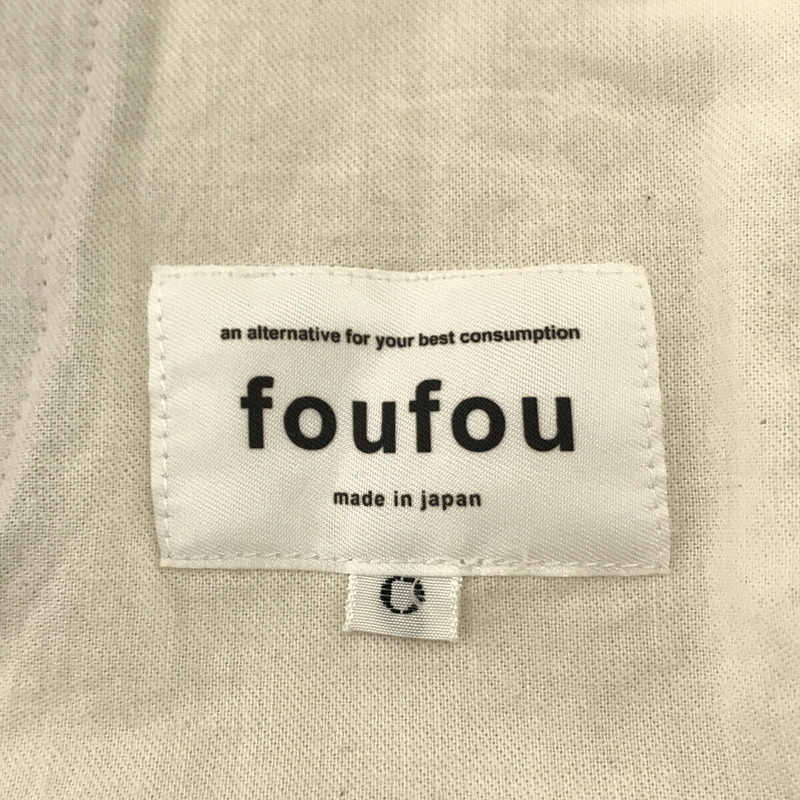 an alternative for your best consumption
foufou
made in japan